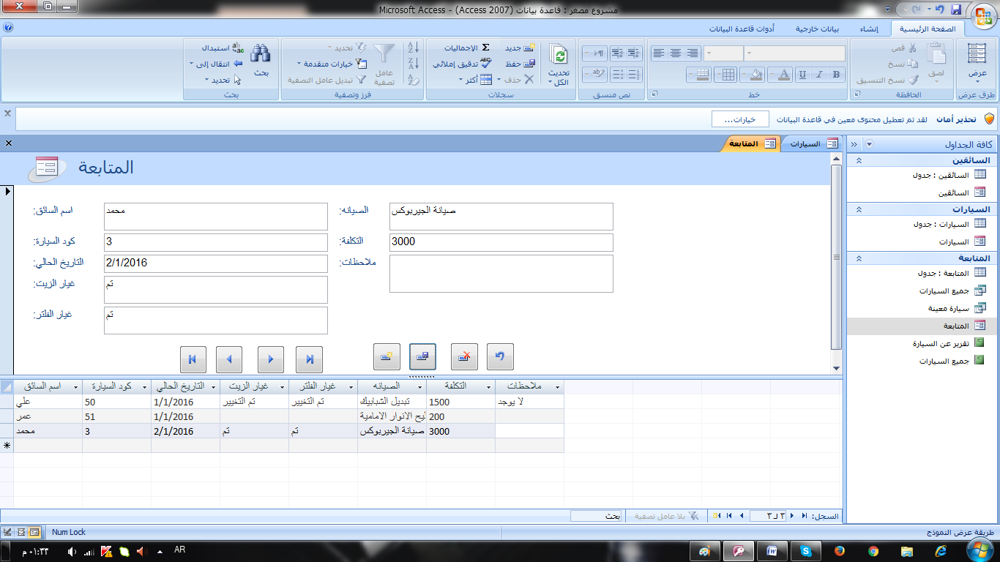 مشروع مصغر : قاعدة بيانات (Access 2007) - Microsoft Access
الصفحة الرئيسية إنشاء بيانات خارجية أدوات قاعدة البيانات
عرض
طرق عرض
لصق
قص
نسخ
نسخ التنسيق
الحافظة
B I U A
خط
نص منسق
تحديث الكل
جديد
حفظ
حذف
الإجماليات
تدقيق إملائي
أكثر
سجلات
عامل تصفية
تحديد
خيارات متقدمة
تبديل عامل التصفية
فرز وتصفية
بحث
استبدال
انتقال إلى
تحديد
بحث
تحذير أمان لقد تم تعطيل محتوى معين في قاعدة البيانات خيارات...
كافة الجداول
السائقين
السائقين : جدول
السائقين
السيارات
السيارات : جدول
السيارات
المتابعة
المتابعة : جدول
جميع السيارات
سيارة معينة
المتابعة
تقرير عن السيارة
جميع السيارات
السيارات المتابعة
المتابعة
اسم السائق: محمد
كود السيارة: 3
التاريخ الحالي: 2/1/2016
غيار الزيت: تم
غيار الفلتر: تم
الصيانه: صيانة الجيربوكس
التكلفة: 3000
ملاحظات:
اسم السائق كود السيارة التاريخ الحالي غيار الزيت غيار الفلتر الصيانه التكلفة ملاحظات
علي 50 1/1/2016 تم التغيير تم التغيير تبديل الشبابيك 1500 لا يوجد
عمر 51 1/1/2016 ليح الانوار الامامية 200
محمد 3 2/1/2016 تم تم صيانة الجيربوكس 3000
السجل: ٣ لـ ٣ بلا عامل تصفية بحث
طريقة عرض النموذج Num Lock
AR ٠١:٣٣ م